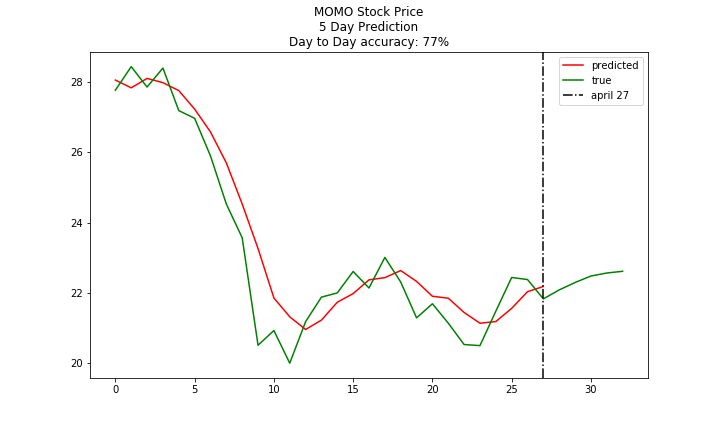 MOMO Stock Price
5 Day Prediction
Day to Day accuracy: 77%
predicted
true
april 27
28
26
24
22
20
0 5 10 15 20 25 30